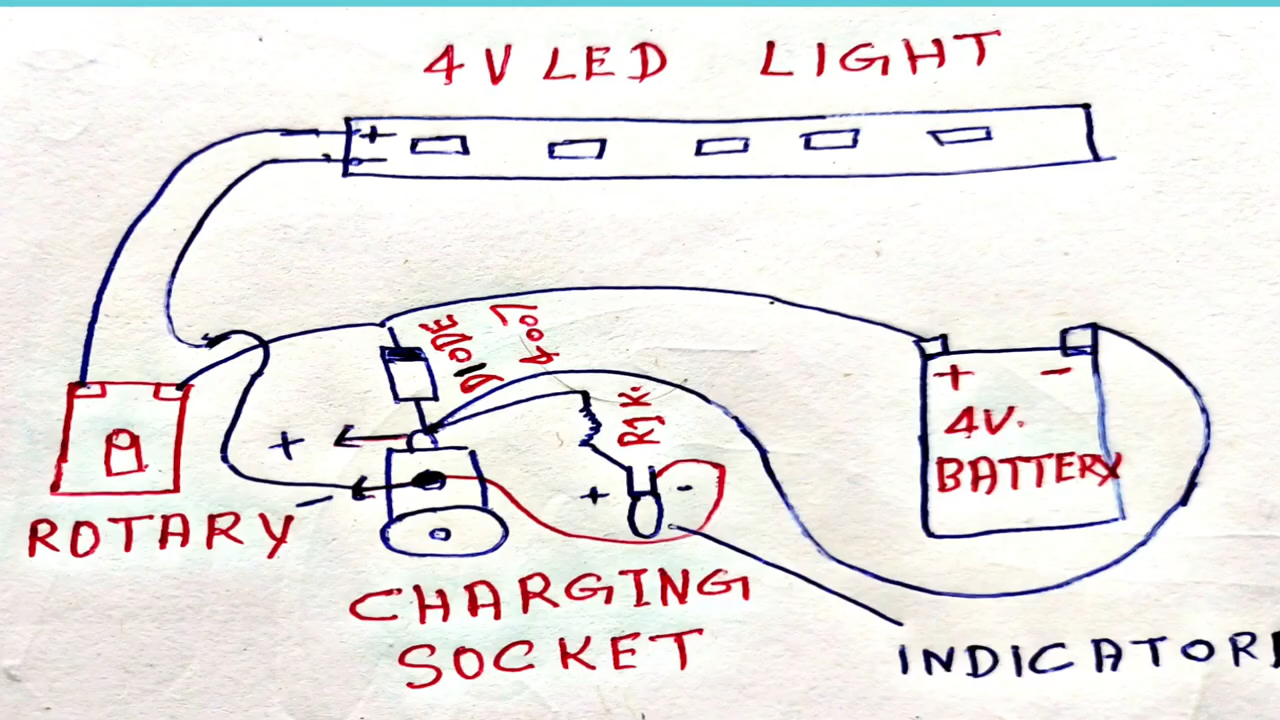 4V LED LIGHT
+
-
DIODE
4007
R1K.
+
-
4V.
BATTERY
+
-
+ -
ROTARY
CHARGING
SOCKET
INDICATOR